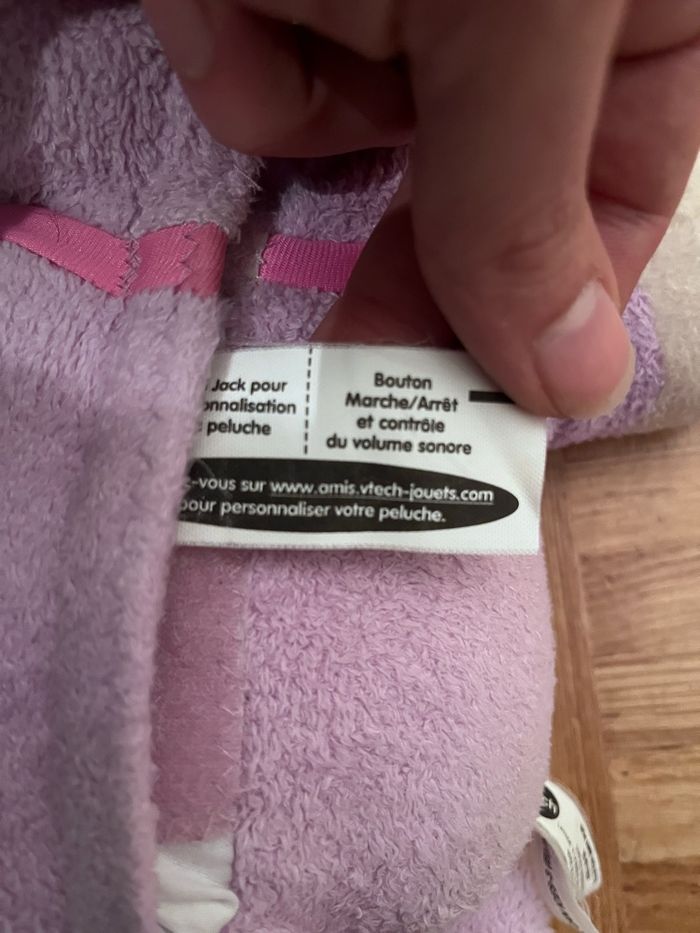 Jack pour
peluche
Bouton
Marche/Arrêt
et contrôle
du volume sonore
-vous sur www.amis.vtech-jouets.com
pour personnaliser votre peluche.